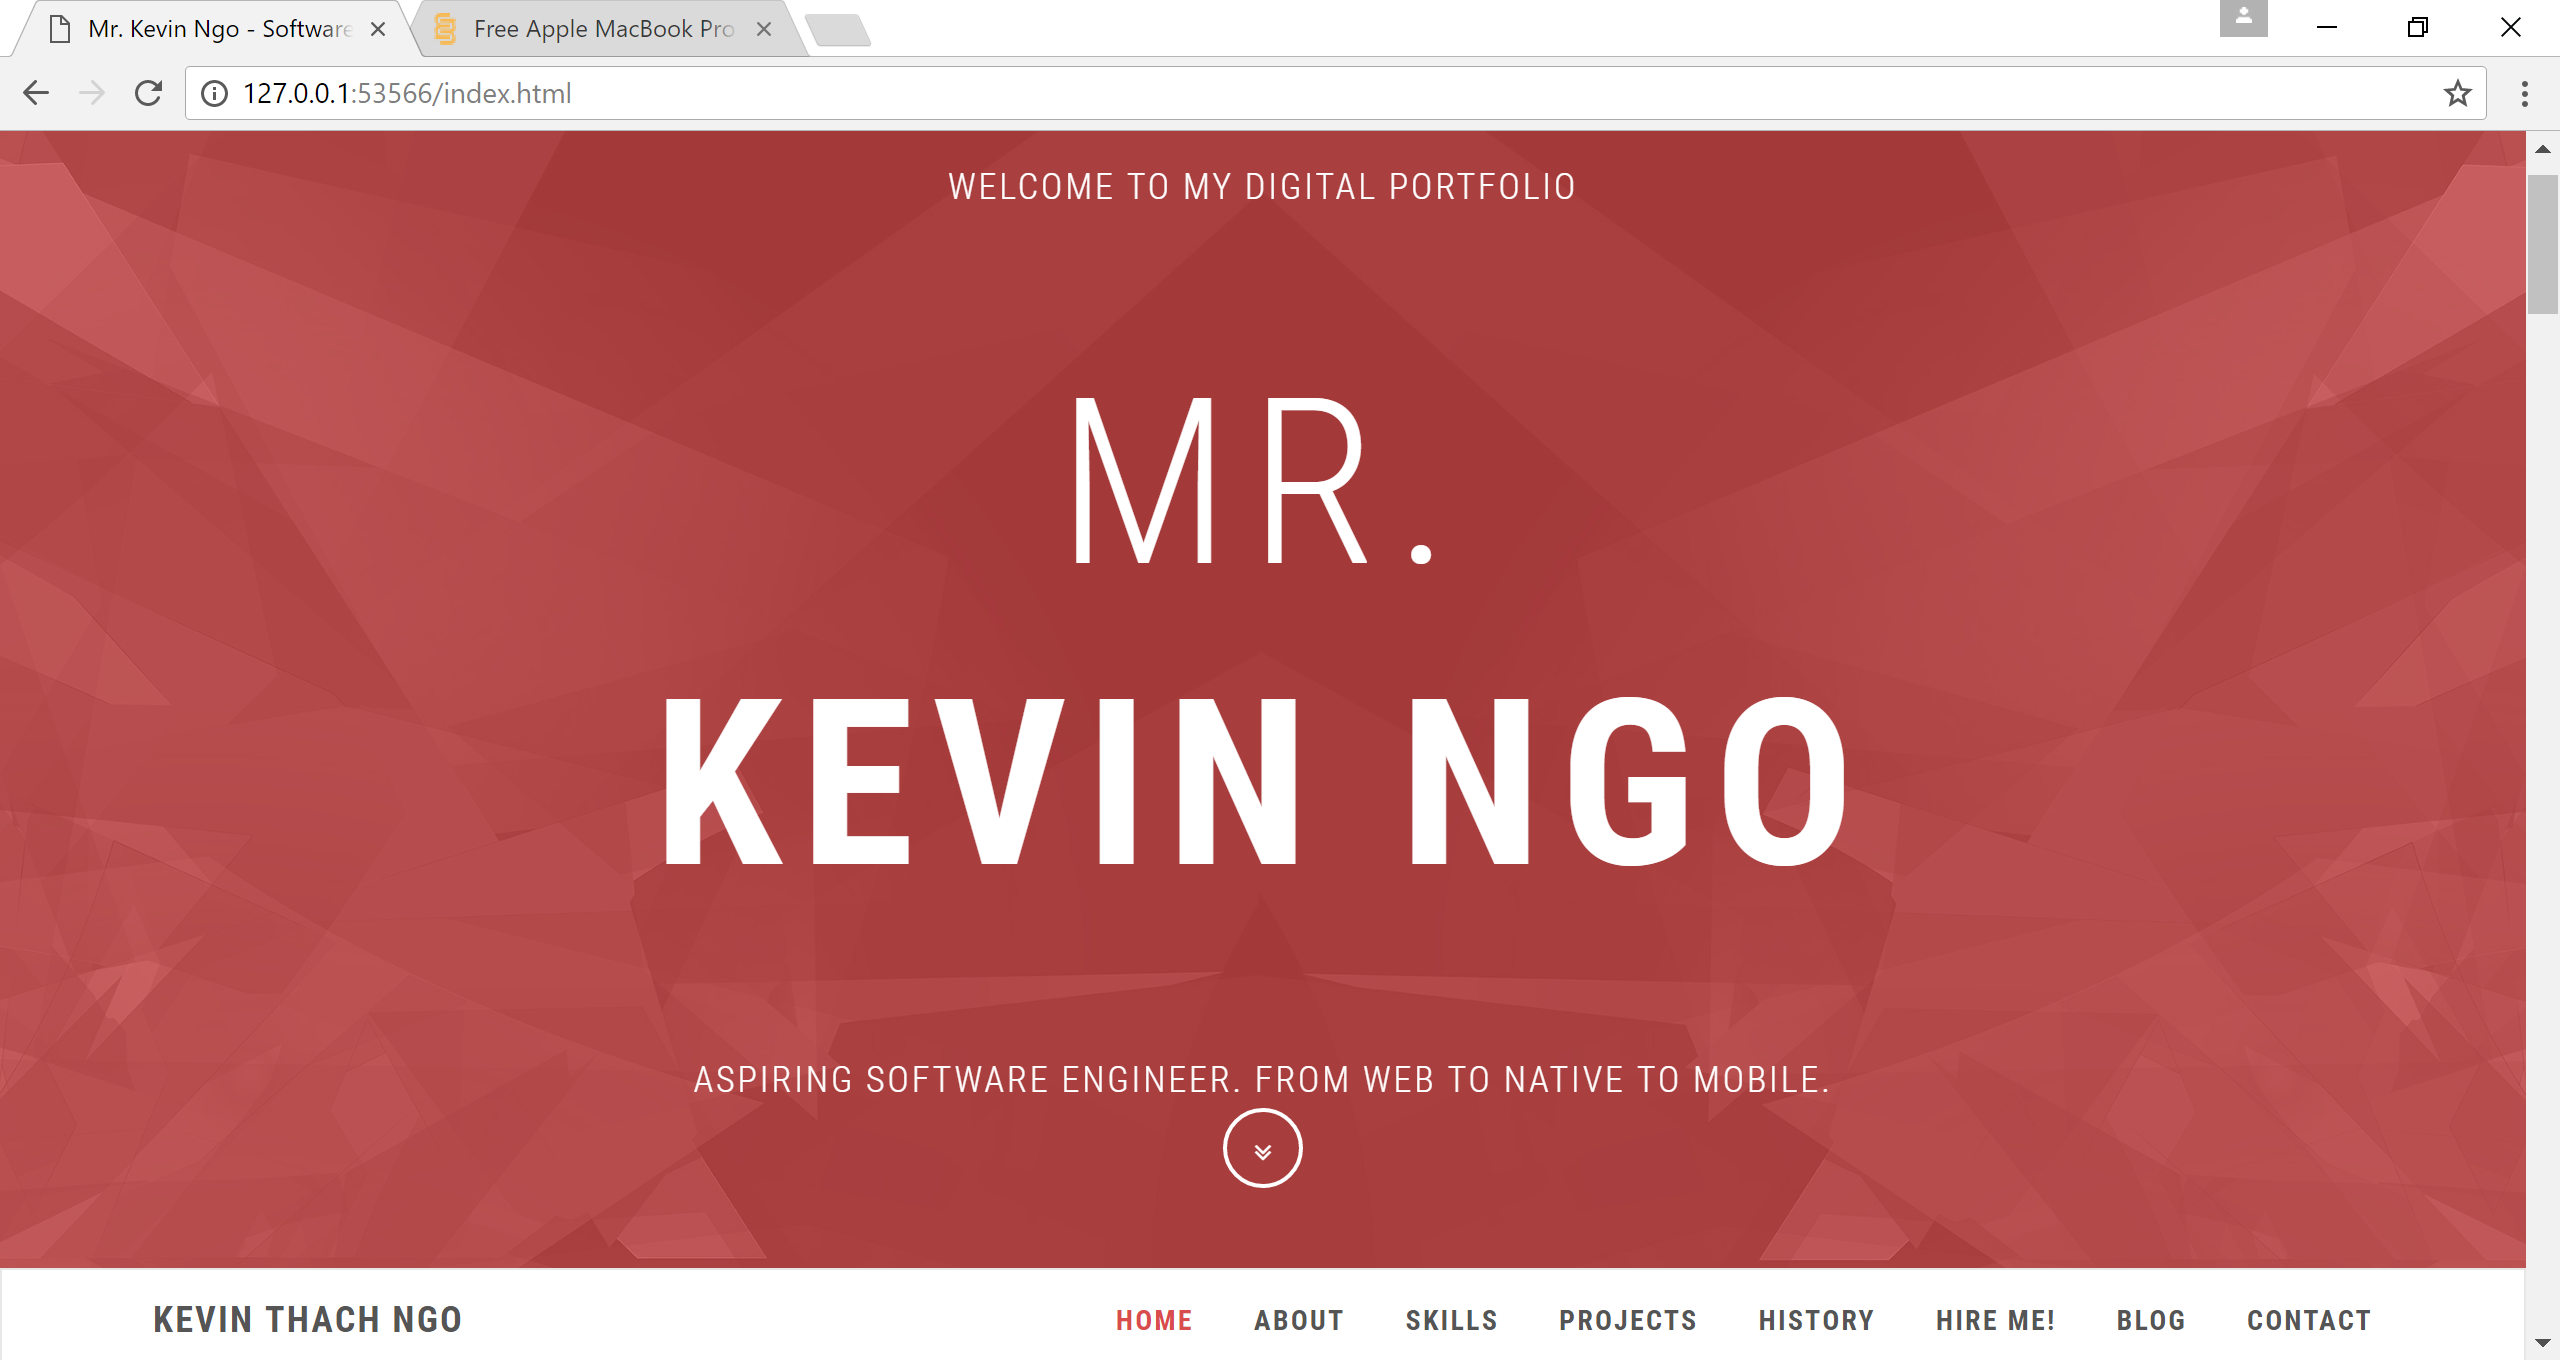 Mr. Kevin Ngo - Software
Free Apple MacBook Pro
127.0.0.1:53566/index.html
WELCOME TO MY DIGITAL PORTFOLIO
MR.
KEVIN NGO
ASPIRING SOFTWARE ENGINEER. FROM WEB TO NATIVE TO MOBILE.
KEVIN THACH NGO HOME ABOUT SKILLS PROJECTS HISTORY HIRE ME! BLOG CONTACT